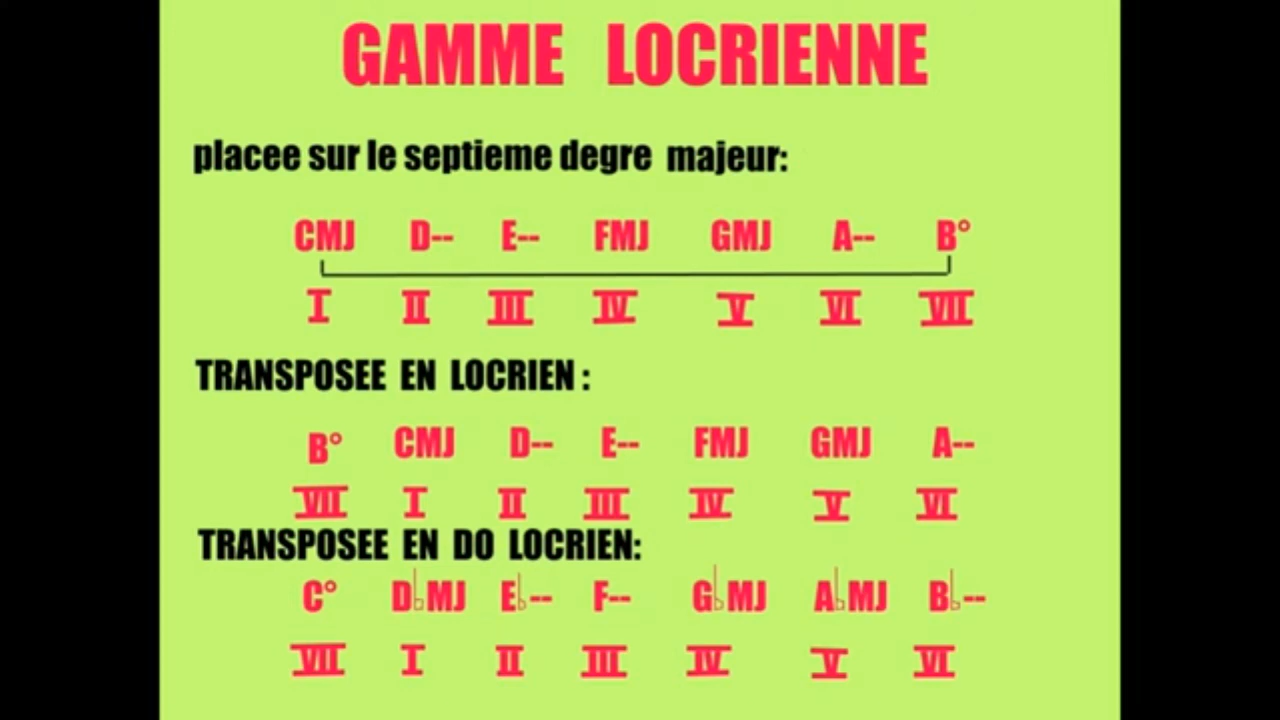 GAMME LOCRIENNE
placee sur le septieme degre majeur:
CMJ D-- E-- FMJ GMJ A-- B°
I II III IV V VI VII
TRANSPOSEE EN LOCRIEN :
B° CMJ D-- E-- FMJ GMJ A--
VII I II III IV V VI
TRANSPOSEE EN DO LOCRIEN:
C° D♭MJ E♭-- F-- G♭MJ A♭MJ B♭--
VII I II III IV V VI